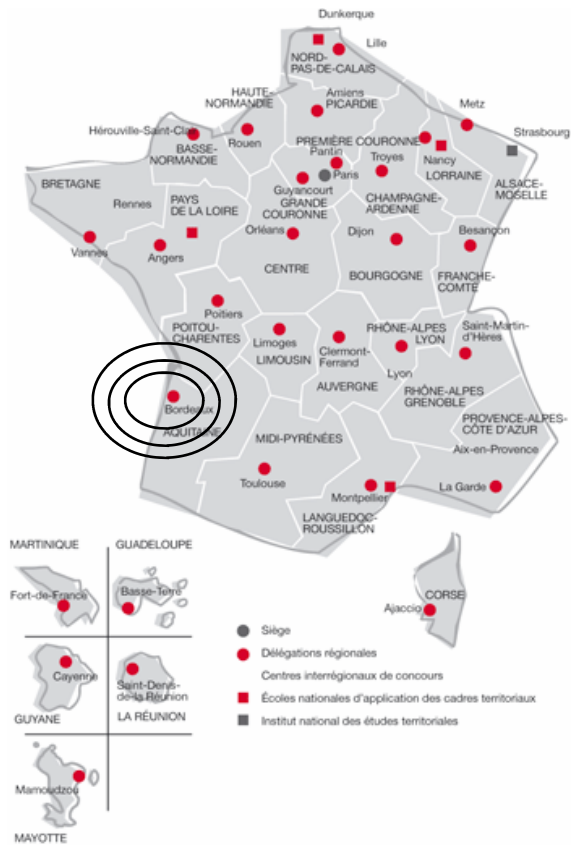 Dunkerque
Lille
NORD-
PAS-DE-CALAIS
HAUTE-
NORMANDIE
Amiens
PICARDIE
Metz
Hérouville-Saint-Clair
Rouen
BASSE-
NORMANDIE
PREMIÈRE COURONNE
Pantin
Paris
Troyes
Nancy
LORRAINE
Strasbourg
ALSACE-
MOSELLE
BRETAGNE
Rennes
PAYS
DE LA LOIRE
Guyancourt
GRANDE
COURONNE
CHAMPAGNE-
ARDENNE
Vannes
Angers
Orléans
Dijon
Besançon
CENTRE
BOURGOGNE
FRANCHE-
COMTE
Poitiers
POITOU-
CHARENTES
Limoges
LIMOUSIN
Clermont-
Ferrand
AUVERGNE
RHÔNE-ALPES
LYON
Lyon
Saint-Martin-
d'Hères
RHÔNE-ALPES
GRENOBLE
Bordeaux
AQUITAINE
MIDI-PYRÉNÉES
PROVENCE-ALPES-
CÔTE D'AZUR
Aix-en-Provence
Toulouse
Montpellier
La Garde
LANGUEDOC-
ROUSSILLON
MARTINIQUE
GUADELOUPE
Fort-de-France
Basse-Terre
CORSE
Ajaccio
Cayenne
GUYANE
Saint-Denis-
de-la Réunion
LA RÉUNION
Mamoudzou
MAYOTTE
Siège
Délégations régionales
Centres interrégionaux de concours
Écoles nationales d'application des cadres territoriaux
Institut national des études territoriales